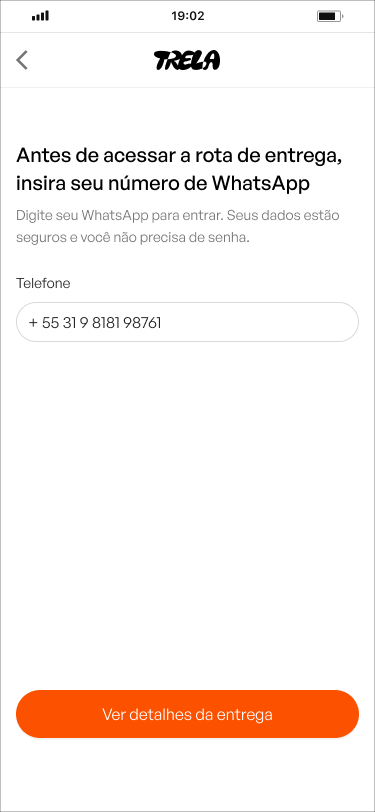 19:02
TRELA
Antes de acessar a rota de entrega,
insira seu número de WhatsApp
Digite seu WhatsApp para entrar. Seus dados estão
seguros e você não precisa de senha.
Telefone
+ 55 31 9 8181 98761
Ver detalhes da entrega